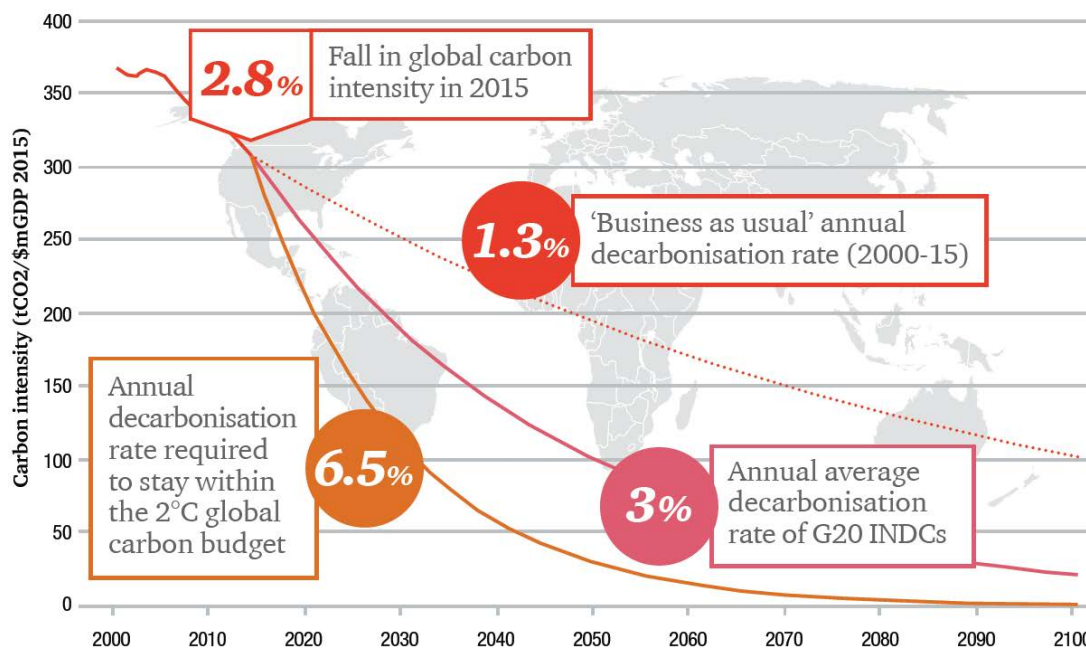 400
350
300
250
200
150
100
50
0
Carbon intensity (tCO2/$mGDP 2015)
2.8%
Fall in global carbon
intensity in 2015
1.3%
‘Business as usual’ annual
decarbonisation rate (2000-15)
Annual
decarbonisation
rate required
to stay within
the 2°C global
carbon budget
6.5%
3%
Annual average
decarbonisation
rate of G20 INDCs
2000 2010 2020 2030 2040 2050 2060 2070 2080 2090 2100